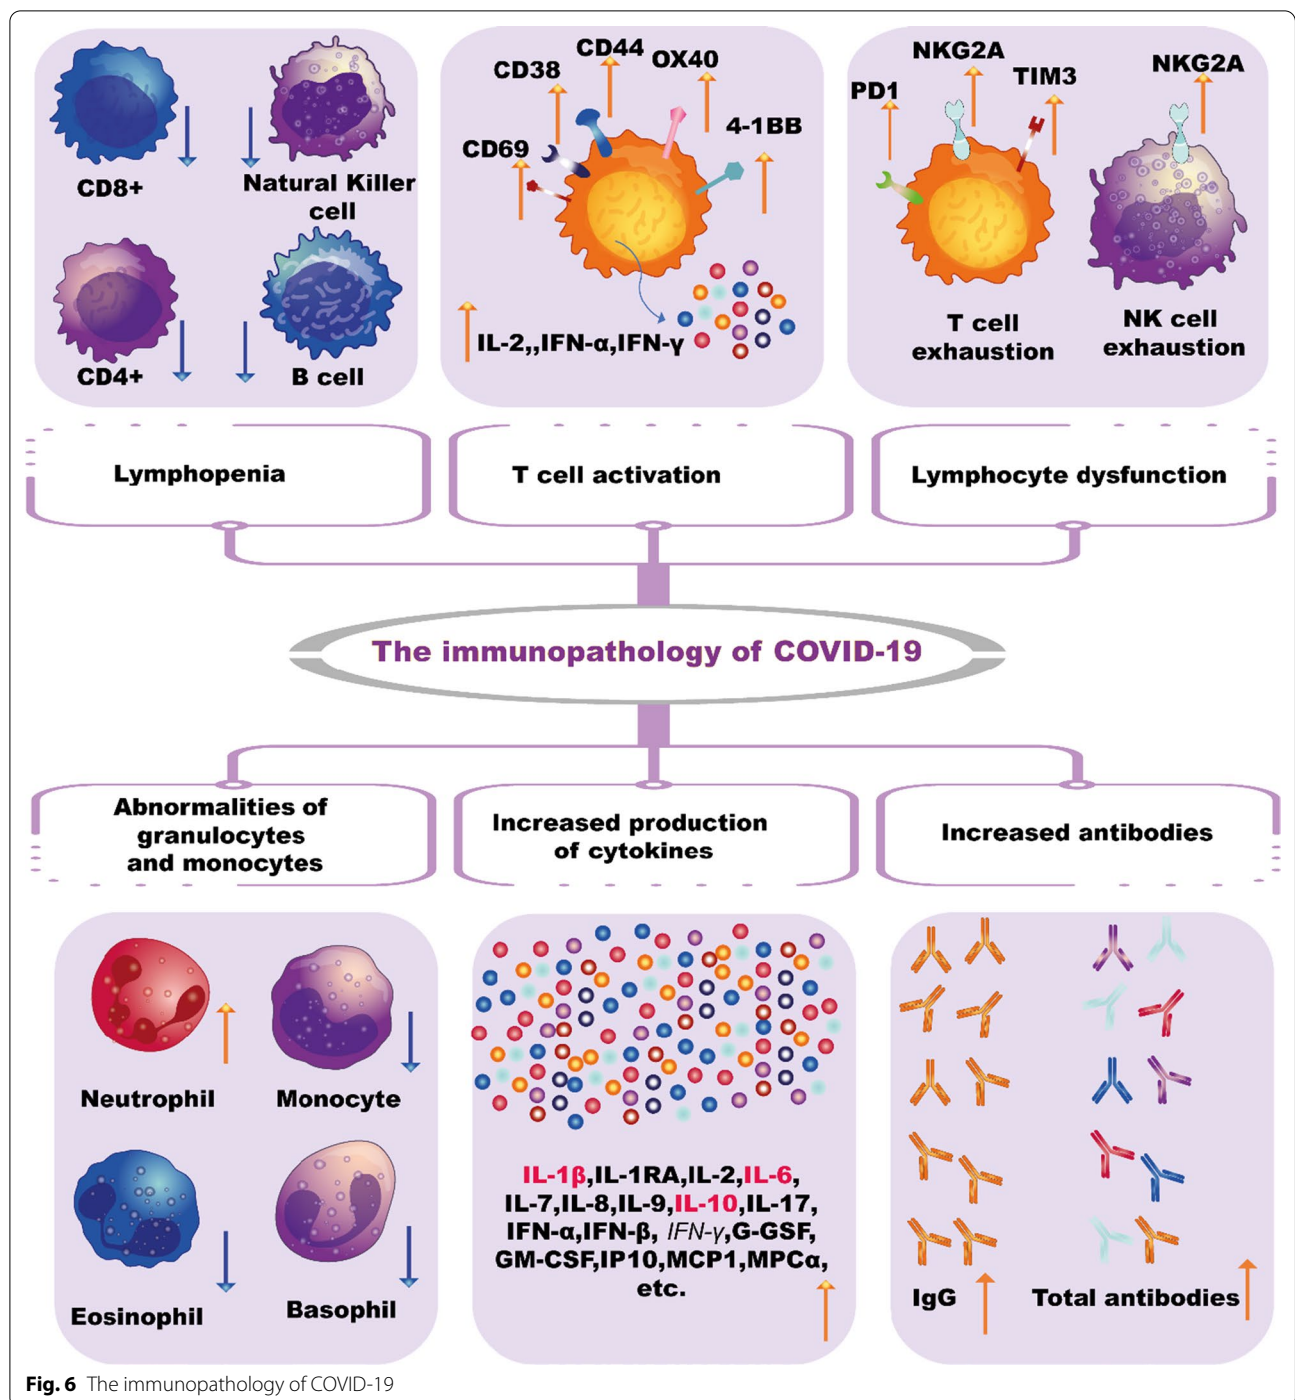 CD8+
Natural Killer
cell
CD4+
B cell
CD69
CD38
CD44
OX40
4-1BB
IL-2,,IFN-α,IFN-γ
PD1
NKG2A
TIM3
NKG2A
T cell
exhaustion
NK cell
exhaustion
Lymphopenia
T cell activation
Lymphocyte dysfunction
The immunopathology of COVID-19
Abnormalities of
granulocytes
and monocytes
Increased production
of cytokines
Increased antibodies
Neutrophil
Monocyte
Eosinophil
Basophil
IL-1β,IL-1RA,IL-2,IL-6,
IL-7,IL-8,IL-9,IL-10,IL-17,
IFN-α,IFN-β, IFN-γ,G-GSF,
GM-CSF,IP10,MCP1,MPCα,
etc.
IgG
Total antibodies
Fig. 6 The immunopathology of COVID-19